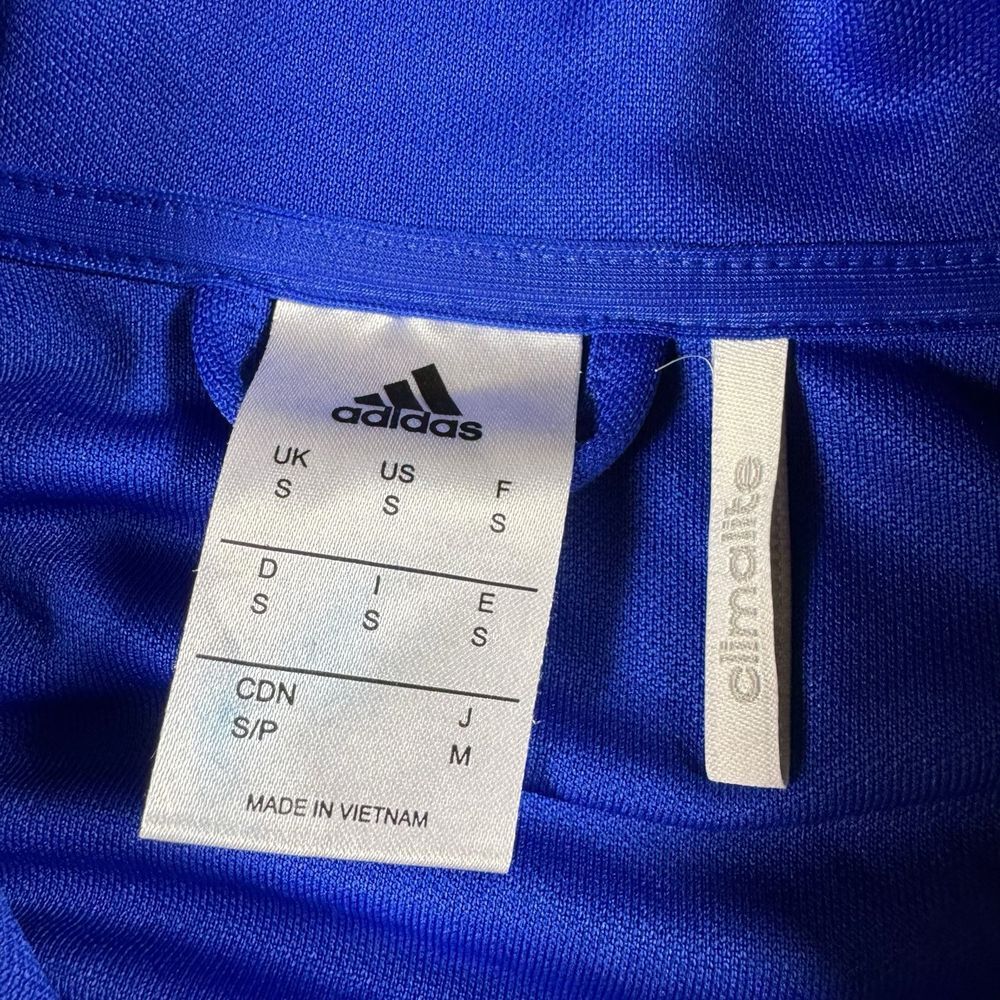 adidas
UK US F
S S S
D I E
S S S
CDN J
S/P M
MADE IN VIETNAM
climalite